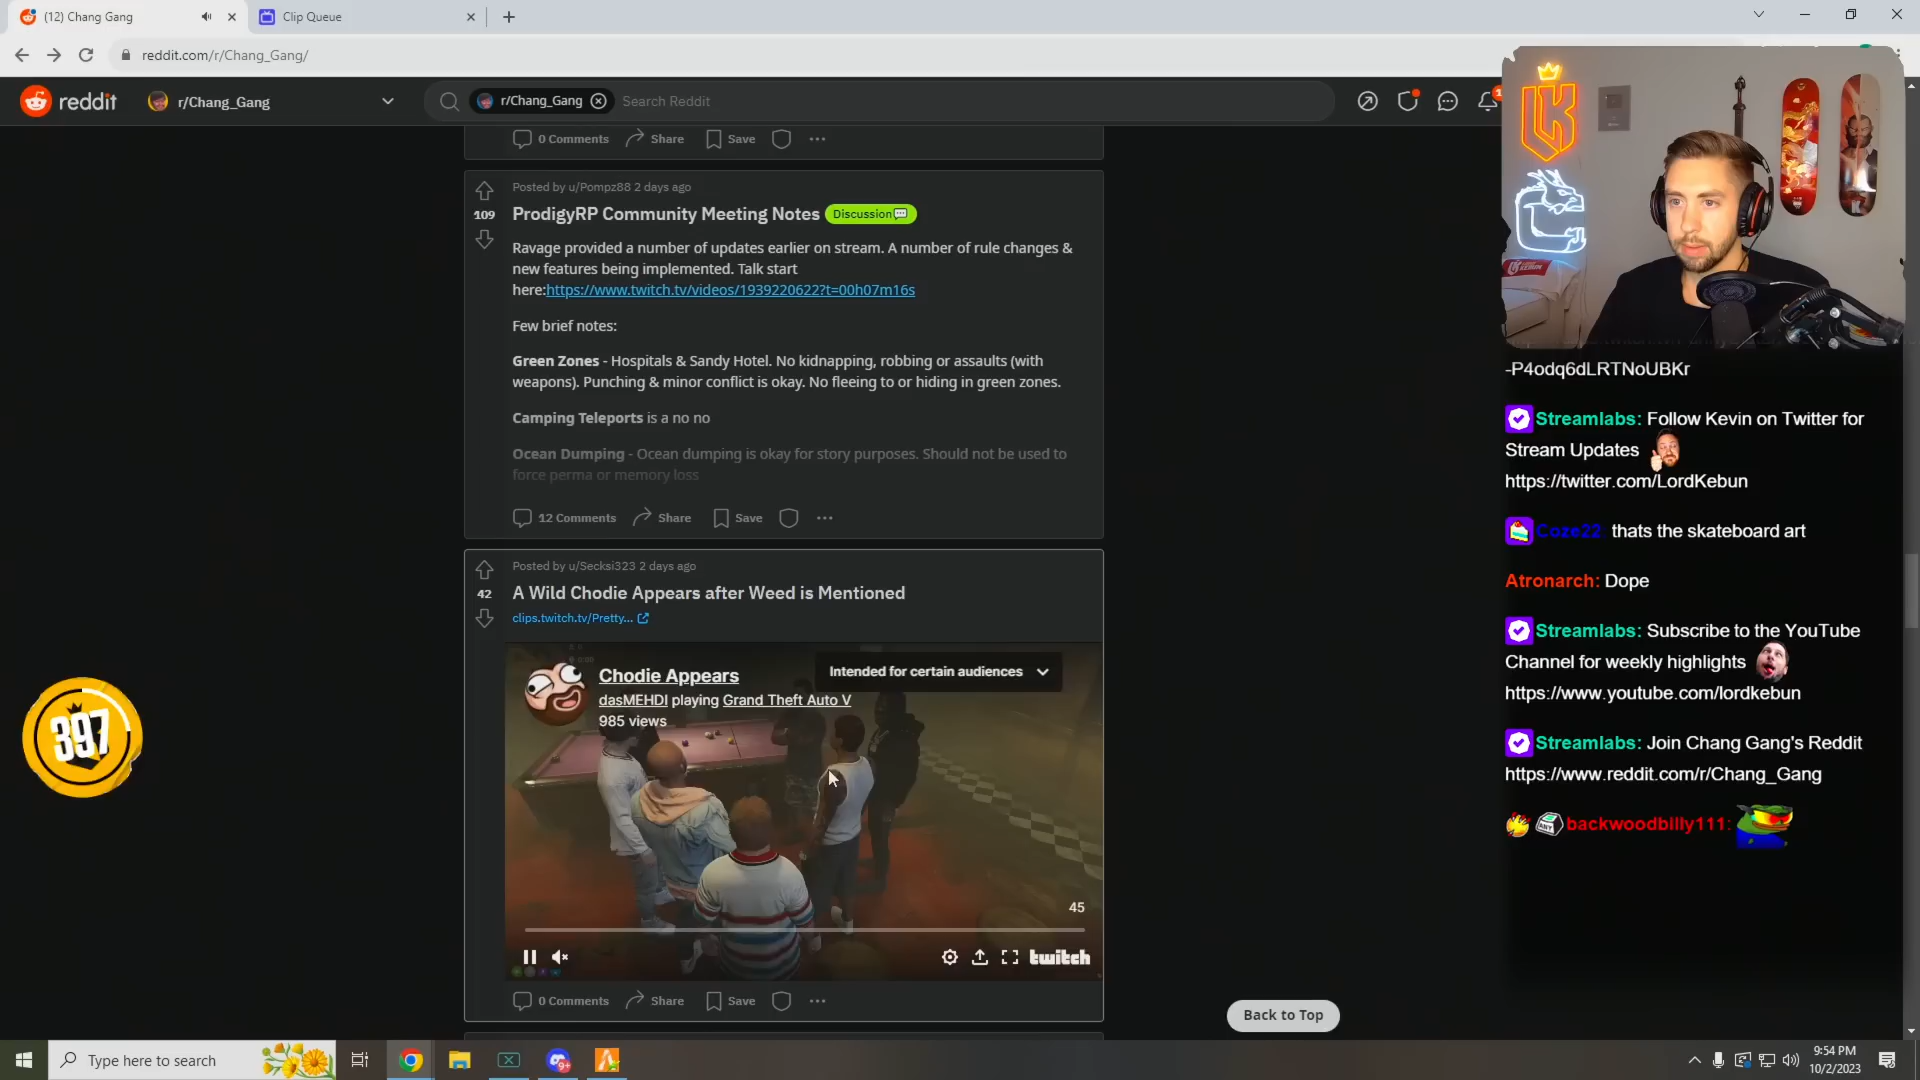 (12) Chang Gang
Clip Queue
reddit.com/r/Chang_Gang/
reddit
r/Chang_Gang
r/Chang_Gang
Search Reddit
0 Comments
Share
Save
Posted by u/Pompz88 2 days ago
109
ProdigyRP Community Meeting Notes
Discussion
Ravage provided a number of updates earlier on stream. A number of rule changes &
new features being implemented. Talk start
here:https://www.twitch.tv/videos/1939220622?t=00h07m16s
Few brief notes:
Green Zones - Hospitals & Sandy Hotel. No kidnapping, robbing or assaults (with
weapons). Punching & minor conflict is okay. No fleeing to or hiding in green zones.
Camping Teleports is a no no
Ocean Dumping - Ocean dumping is okay for story purposes. Should not be used to
force perma or memory loss
12 Comments
Share
Save
Posted by u/Secksi323 2 days ago
42
A Wild Chodie Appears after Weed is Mentioned
clips.twitch.tv/Pretty...
Chodie Appears
Intended for certain audiences
dasMEHDI playing Grand Theft Auto V
985 views
45
twitch
0 Comments
Share
Save
Back to Top
397
LK
-P4odq6dLRTNoUBKr
Streamlabs: Follow Kevin on Twitter for
Stream Updates
https://twitter.com/LordKebun
Coze22 thats the skateboard art
Atronarch: Dope
Streamlabs: Subscribe to the YouTube
Channel for weekly highlights
https://www.youtube.com/lordkebun
Streamlabs: Join Chang Gang's Reddit
https://www.reddit.com/r/Chang_Gang
backwoodbilly111:
Type here to search
9+
9:54 PM
10/2/2023